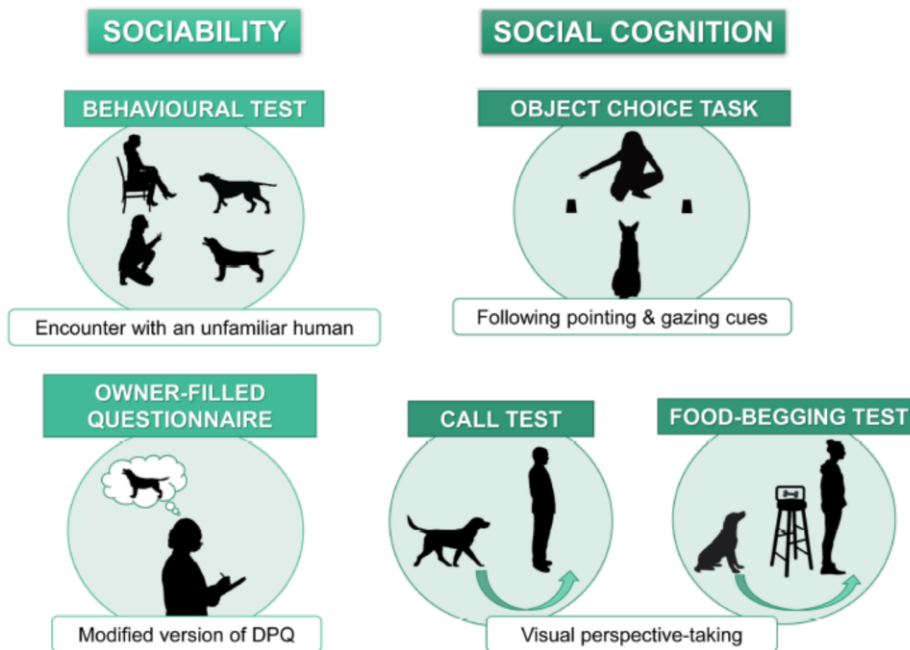 SOCIABILITY
BEHAVIOURAL TEST
Encounter with an unfamiliar human
OWNER-FILLED
QUESTIONNAIRE
Modified version of DPQ
SOCIAL COGNITION
OBJECT CHOICE TASK
Following pointing & gazing cues
CALL TEST
FOOD-BEGGING TEST
Visual perspective-taking